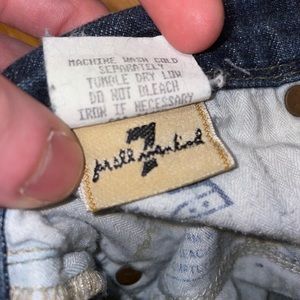 MACHINE WASH COLD
SEPARATELY
TUMBLE DRY LOW
DO NOT BLEACH
IRON IF NECESSARY
7
for all mankind